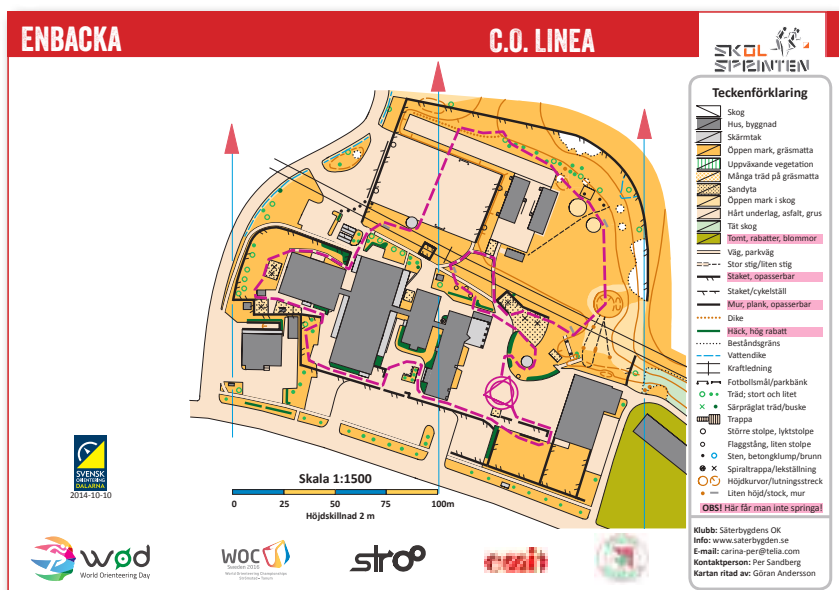 ENBACKA
C.O. LINEA
SKOL
SPRINTEN
Teckenförklaring
Skog
Hus, byggnad
Skärmtak
Öppen mark, gräsmatta
Uppväxande vegetation
Många träd på gräsmatta
Sandyta
Öppen mark i skog
Hårt underlag, asfalt, grus
Tät skog
Tomt, rabatter, blommor
Väg, parkväg
Stor stig/liten stig
Staket, opasserbar
Staket/cykelställ
Mur, plank, opasserbar
Dike
Häck, hög rabatt
Beståndsgräns
Vattendike
Kraftledning
Fotbollsmål/parkbänk
Träd; stort och litet
Särpräglat träd/buske
Trappa
Större stolpe, lyktstolpe
Flaggstång, liten stolpe
Sten, betongklump/brunn
Spiraltrappa/lekställning
Höjdkurvor/lutningsstreck
Liten höjd/stock, mur
OBS! Här får man inte springa!
Klubb: Säterbygdens OK
Info: www.saterbygden.se
E-mail: carina-per@telia.com
Kontaktperson: Per Sandberg
Kartan ritad av: Göran Andersson
SVENSK
ORIENTERING
DALARNA
2014-10-10
Skala 1:1500
0 25 50 75 100m
Höjdskillnad 2 m
wød
World Orienteering Day
WOC
Sweden 2016
World Orienteering Championships
Strömstad – Tanum